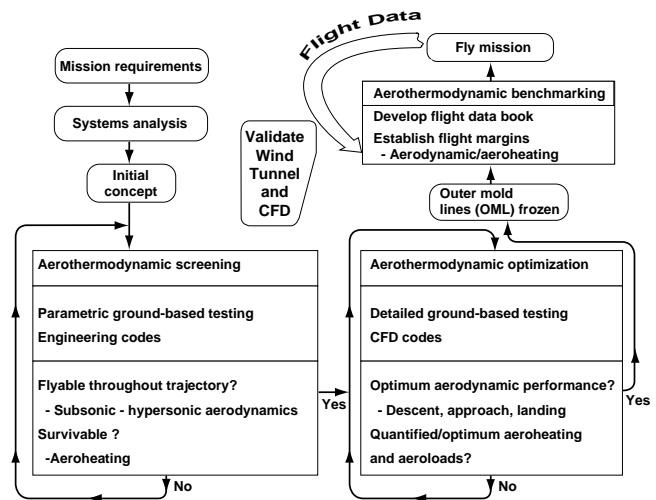 Mission requirements
Systems analysis
Initial
concept
Aerothermodynamic screening
Parametric ground-based testing
Engineering codes
Flyable throughout trajectory?
- Subsonic - hypersonic aerodynamics
Survivable ?
-Aeroheating
No
Yes
Aerothermodynamic optimization
Detailed ground-based testing
CFD codes
Optimum aerodynamic performance?
- Descent, approach, landing
Quantified/optimum aeroheating
and aeroloads?
No
Yes
Outer mold
lines (OML) frozen
Aerothermodynamic benchmarking
Develop flight data book
Establish flight margins
- Aerodynamic/aeroheating
Fly mission
Flight Data
Validate
Wind
Tunnel
and
CFD